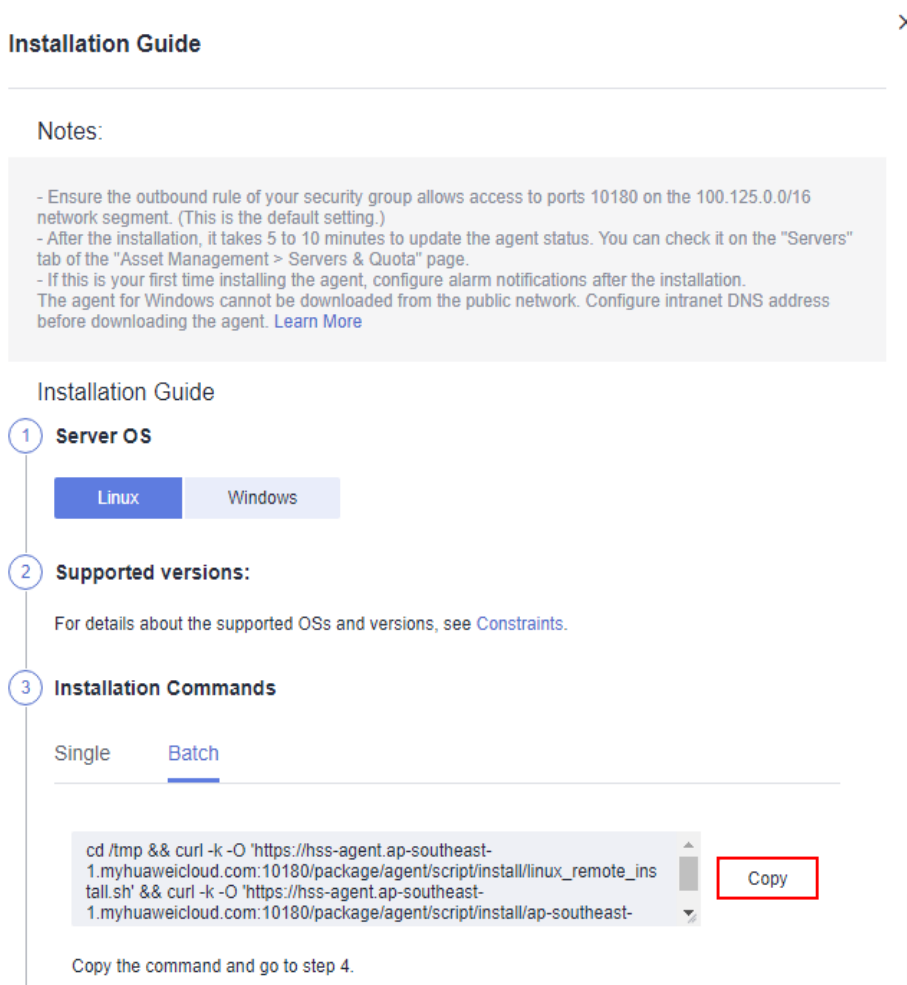 Installation Guide
Notes:
- Ensure the outbound rule of your security group allows access to ports 10180 on the 100.125.0.0/16
network segment. (This is the default setting.)
- After the installation, it takes 5 to 10 minutes to update the agent status. You can check it on the "Servers"
tab of the "Asset Management > Servers & Quota" page.
- If this is your first time installing the agent, configure alarm notifications after the installation.
The agent for Windows cannot be downloaded from the public network. Configure intranet DNS address
before downloading the agent. Learn More
Installation Guide
1 Server OS
Linux Windows
2 Supported versions:
For details about the supported OSs and versions, see Constraints.
3 Installation Commands
Single Batch
cd /tmp && curl -k -O 'https://hss-agent.ap-southeast-
1.myhuaweicloud.com:10180/package/agent/script/install/linux_remote_ins
tall.sh' && curl -k -O 'https://hss-agent.ap-southeast-
1.myhuaweicloud.com:10180/package/agent/script/install/ap-southeast-
Copy
Copy the command and go to step 4.